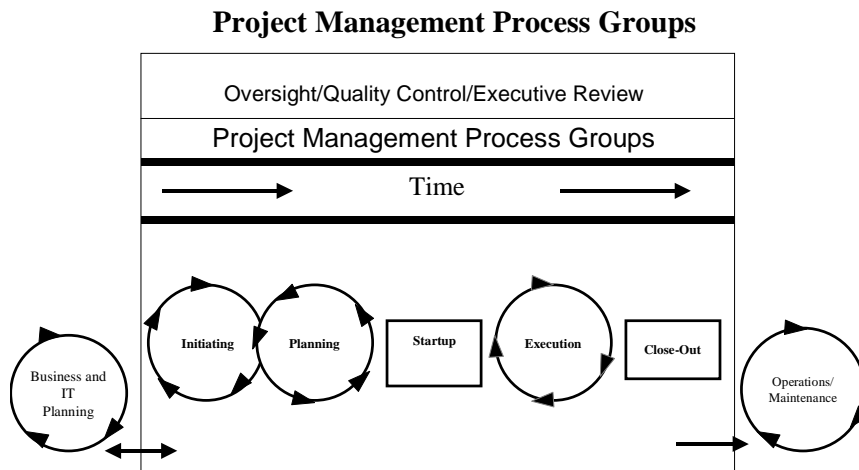 Project Management Process Groups
Oversight/Quality Control/Executive Review
Project Management Process Groups
Time
Initiating
Planning
Startup
Execution
Close-Out
Business and
IT
Planning
Operations/
Maintenance